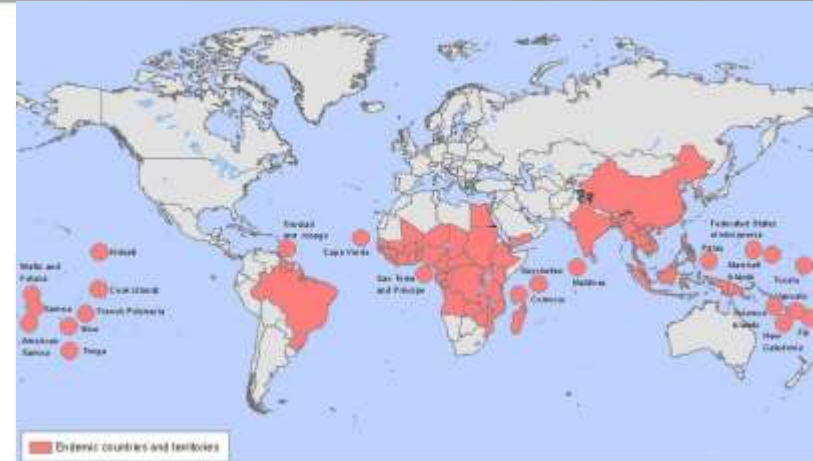 Trinidad
and Tobago
Cape Verde
Kiribati
Wallis and
Futuna
Cook Islands
Samoa
French Polynesia
Niue
American
Samoa
Tonga
Sao Tome
and Principe
Seychelles
Comoros
Maldives
Federated States
of Micronesia
Palau
Marshall
Islands
Tuvalu
Vanuatu
Solomon
Islands
Fiji
New
Caledonia
Endemic countries and territories